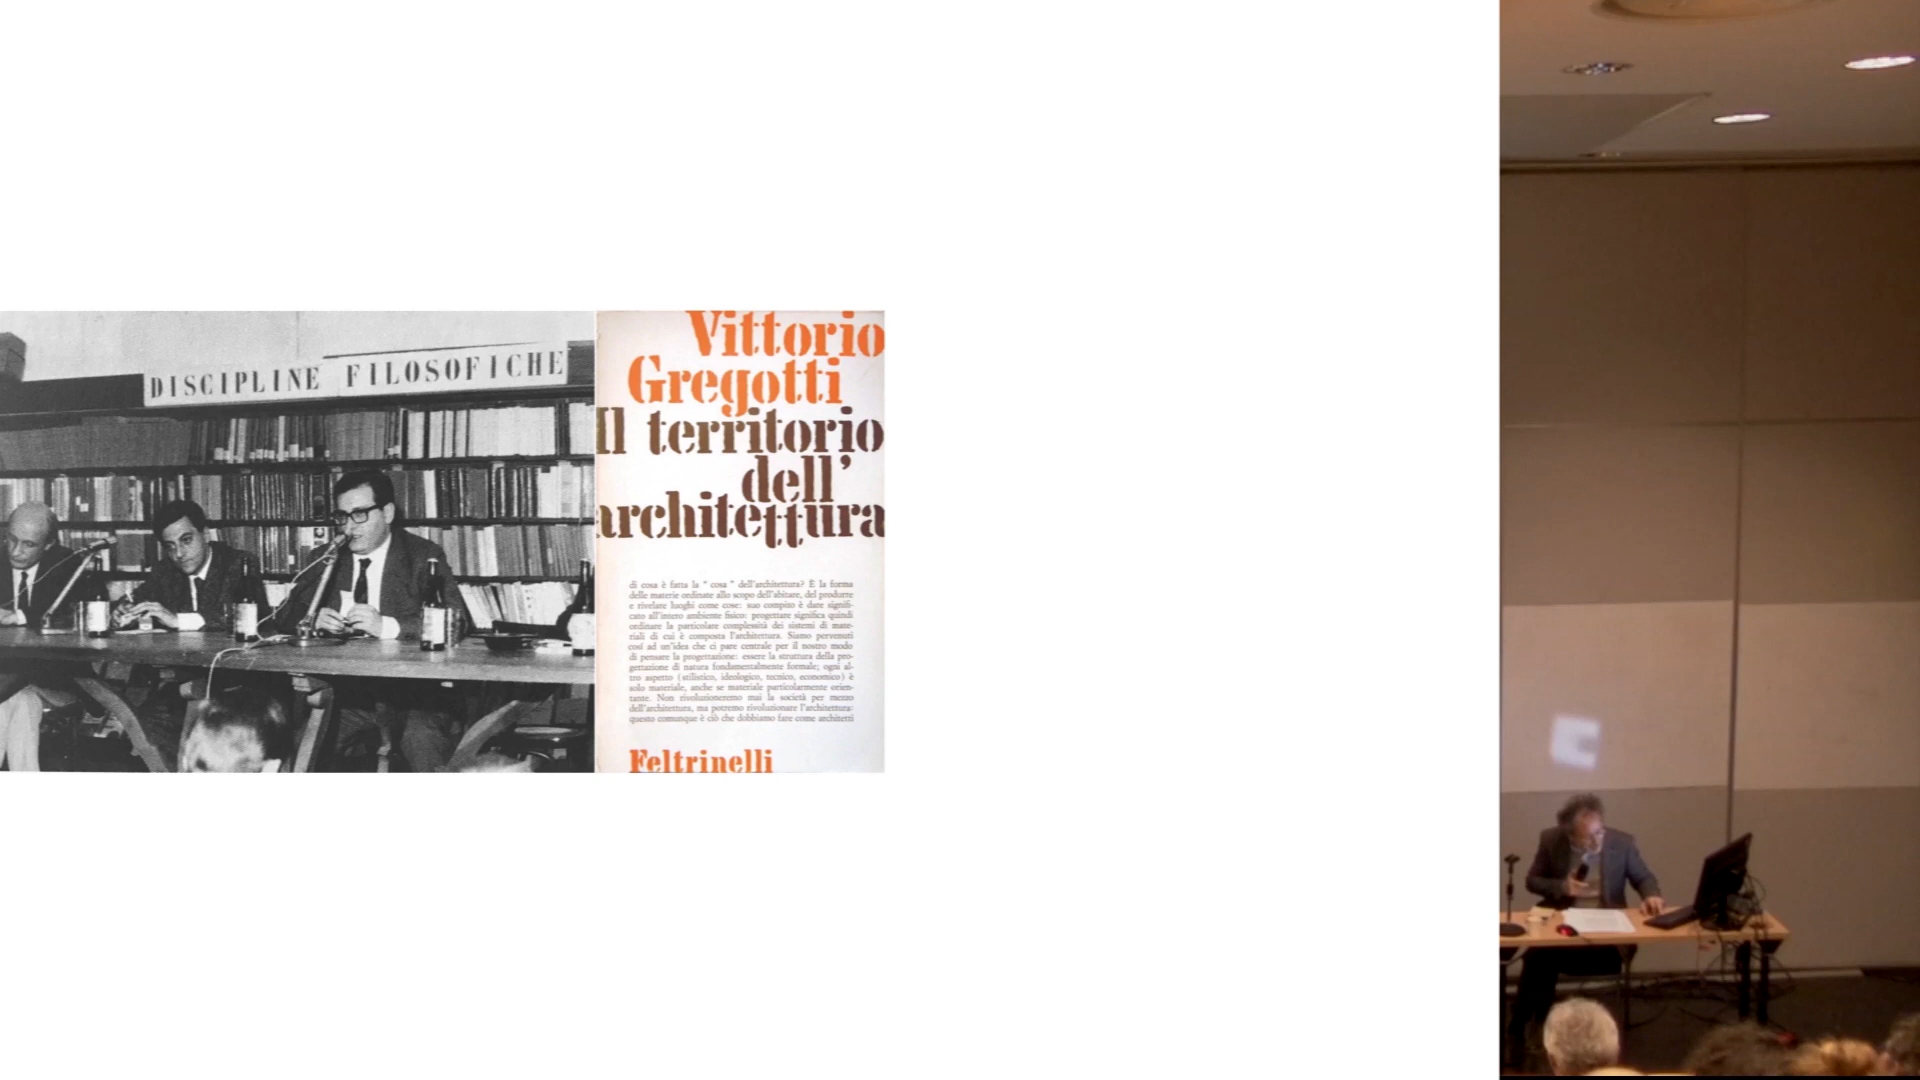 DISCIPLINE FILOSOFICHE
Vittorio
Gregotti
Il territorio
dell'
architettura
di cosa è fatta la " cosa " dell'architettura? È la forma
delle materie ordinate allo scopo dell'abitare, del produrre
e rivelare luoghi come cose: suo compito è dare signifi-
cato all'intero ambiente fisico: progettare significa quindi
ordinare la particolare complessità dei sistemi di mate-
riali di cui è composta l'architettura. Siamo pervenuti
così ad un'idea che ci pare centrale per il nostro modo
di pensare la progettazione: essere la struttura della pro-
gettazione di natura fondamentalmente formale; ogni al-
tro aspetto (stilistico, ideologico, tecnico, economico) è
solo materiale, anche se materiale particolarmente orien-
tante. Non rivoluzioneremo mai la società per mezzo
dell'architettura, ma potremo rivoluzionare l'architettura:
questo comunque è ciò che dobbiamo fare come architetti
Feltrinelli